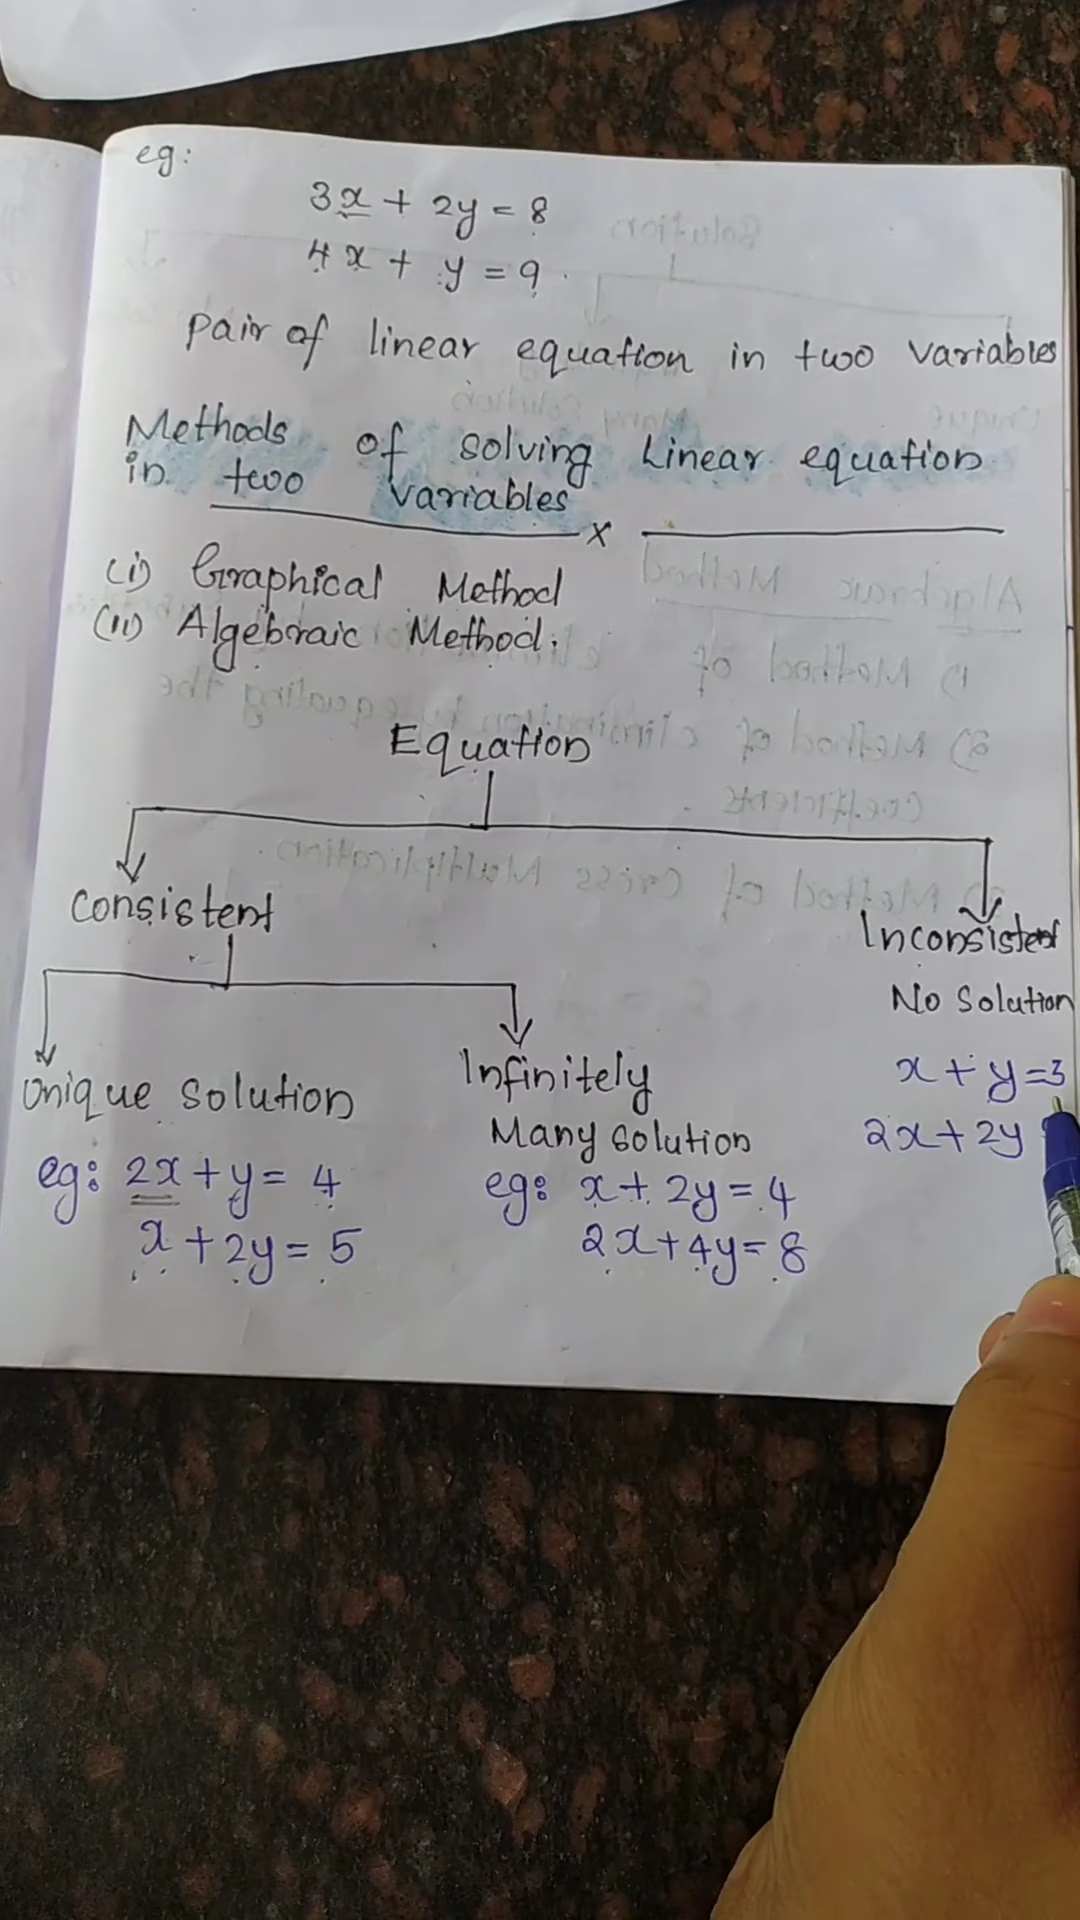 eg:
3x + 2y = 8
4x + y = 9
Pair of linear equation in two variables
Methods of solving Linear equation
in two variables
x
(i) Graphical Method
(ii) Algebraic Method.
Equation
Consistent
Inconsistent
No Solution
Unique Solution
Infinitely
Many Solution
x + y = 3
2x + 2y
eg: 2x + y = 4
x + 2y = 5
eg: x + 2y = 4
2x + 4y = 8